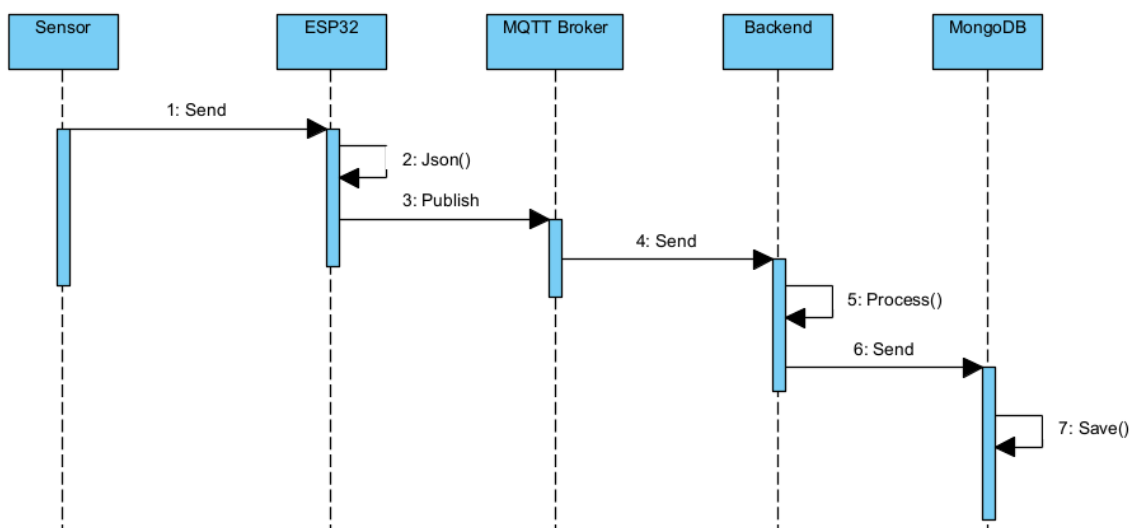 Sensor
ESP32
MQTT Broker
Backend
MongoDB
1: Send
2: Json()
3: Publish
4: Send
5: Process()
6: Send
7: Save()